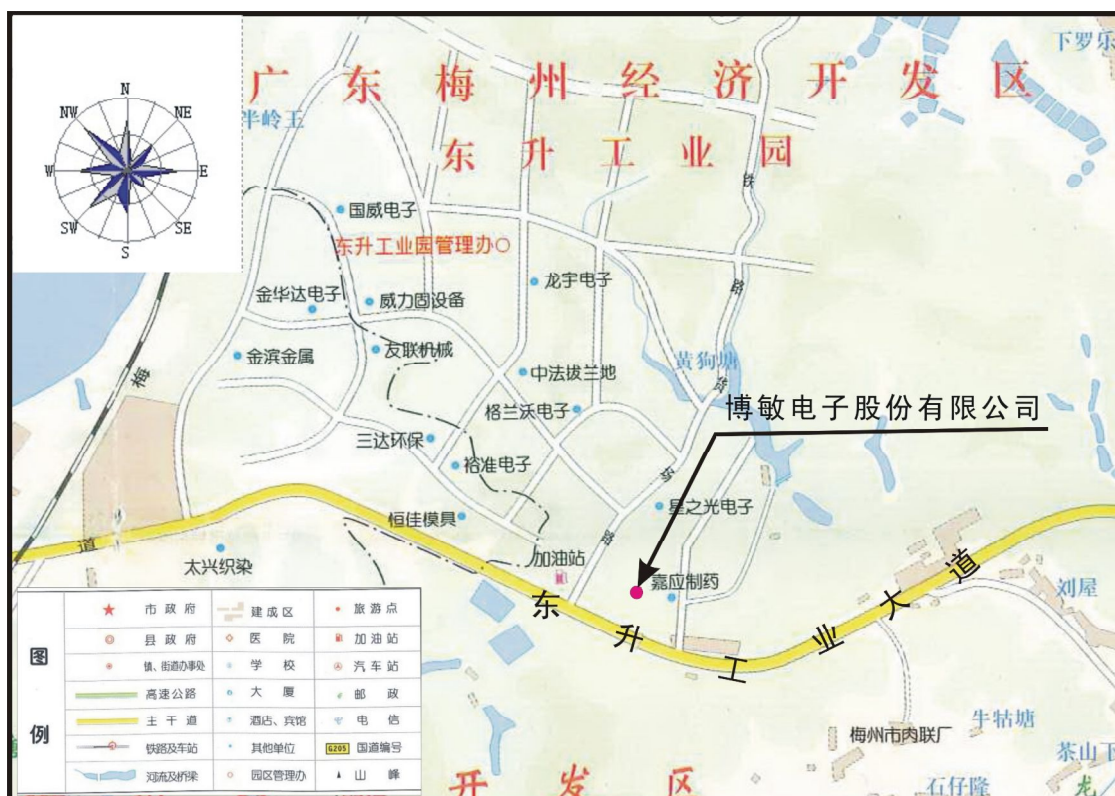 N
NW
NE
W
E
SW
SE
S
下罗乐
广东梅州经济开发区
半岭王
东升工业园
铁
国威电子
东升工业园管理办
路
龙宇电子
金华达电子
威力固设备
金滨金属
友联机械
黄狗塘
中法拔兰地
货
梅
格兰沃电子
博敏电子股份有限公司
三达环保
裕准电子
场
星之光电子
恒佳模具
路
道
太兴织染
加油站
嘉应制药
东升工业大道
刘屋
牛牯塘
梅州市肉联厂
茶山下
石仔隆
龙
开发区
图例
市政府
建成区
旅游点
县政府
医院
加油站
镇、街道办事处
学校
汽车站
高速公路
大厦
邮政
主干道
酒店、宾馆
电信
铁路及车站
其他单位
G205
国道编号
河流及桥梁
园区管理办
山峰